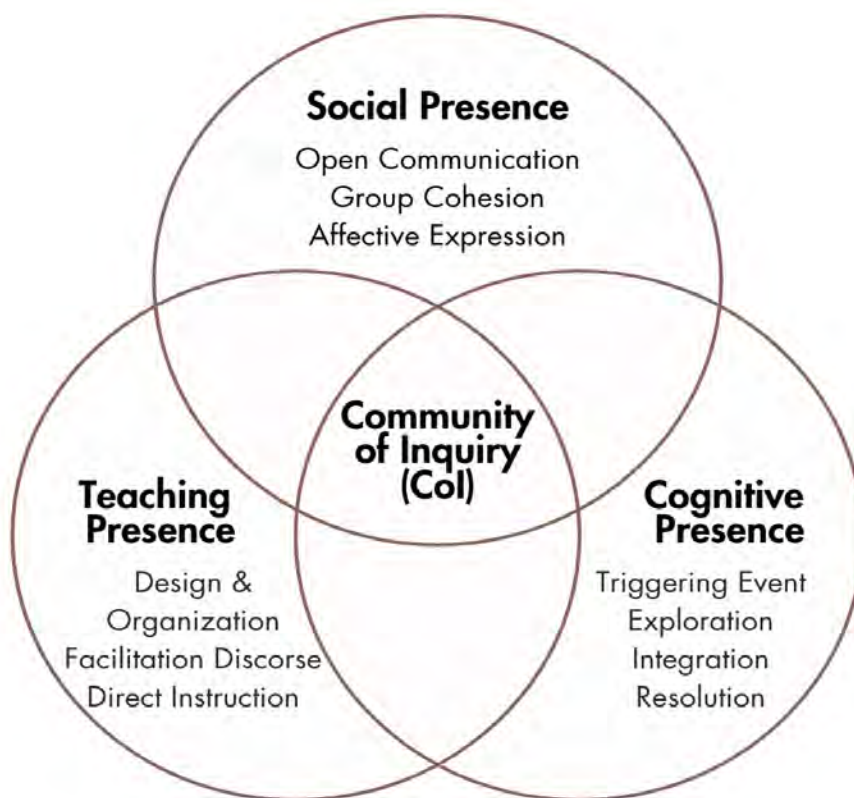 Social Presence
Open Communication
Group Cohesion
Affective Expression
Community
of Inquiry
(CoI)
Teaching
Presence
Design &
Organization
Facilitation Discorse
Direct Instruction
Cognitive
Presence
Triggering Event
Exploration
Integration
Resolution